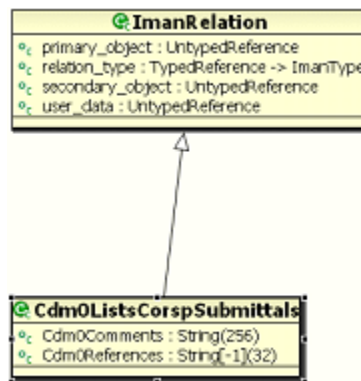 ImanRelation
primary_object : UntypedReference
relation_type : TypedReference -> ImanType
secondary_object : UntypedReference
user_data : UntypedReference
Cdm0ListsCorspSubmittals
Cdm0Comments : String(256)
Cdm0References : String[-1](32)